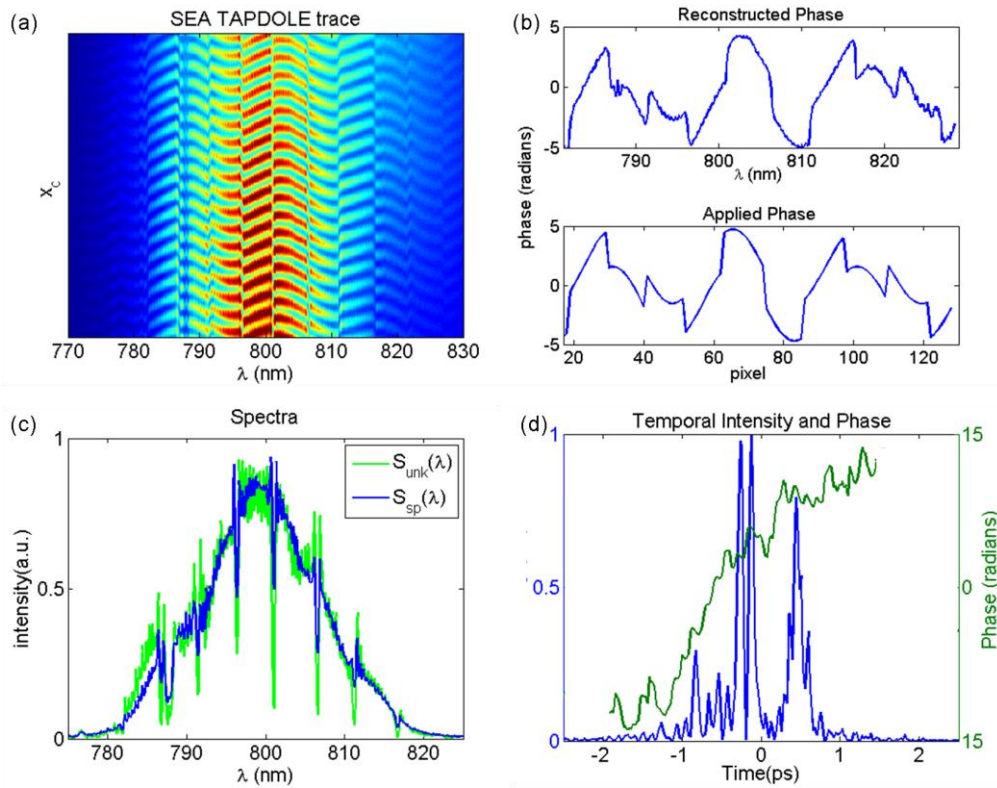 (a)
SEA TAPDOLE trace
x_c
770
780
790
800
810
820
830
λ (nm)
(b)
Reconstructed Phase
5
0
-5
790
800
810
820
λ (nm)
phase (radians)
Applied Phase
5
0
-5
20
40
60
80
100
120
pixel
(c)
Spectra
1
0.5
0
S_unk(λ)
S_sp(λ)
intensity(a.u.)
780
790
800
810
820
λ (nm)
(d)
Temporal Intensity and Phase
1
0.5
0
15
0
15
Phase (radians)
-2
-1
0
1
2
Time(ps)